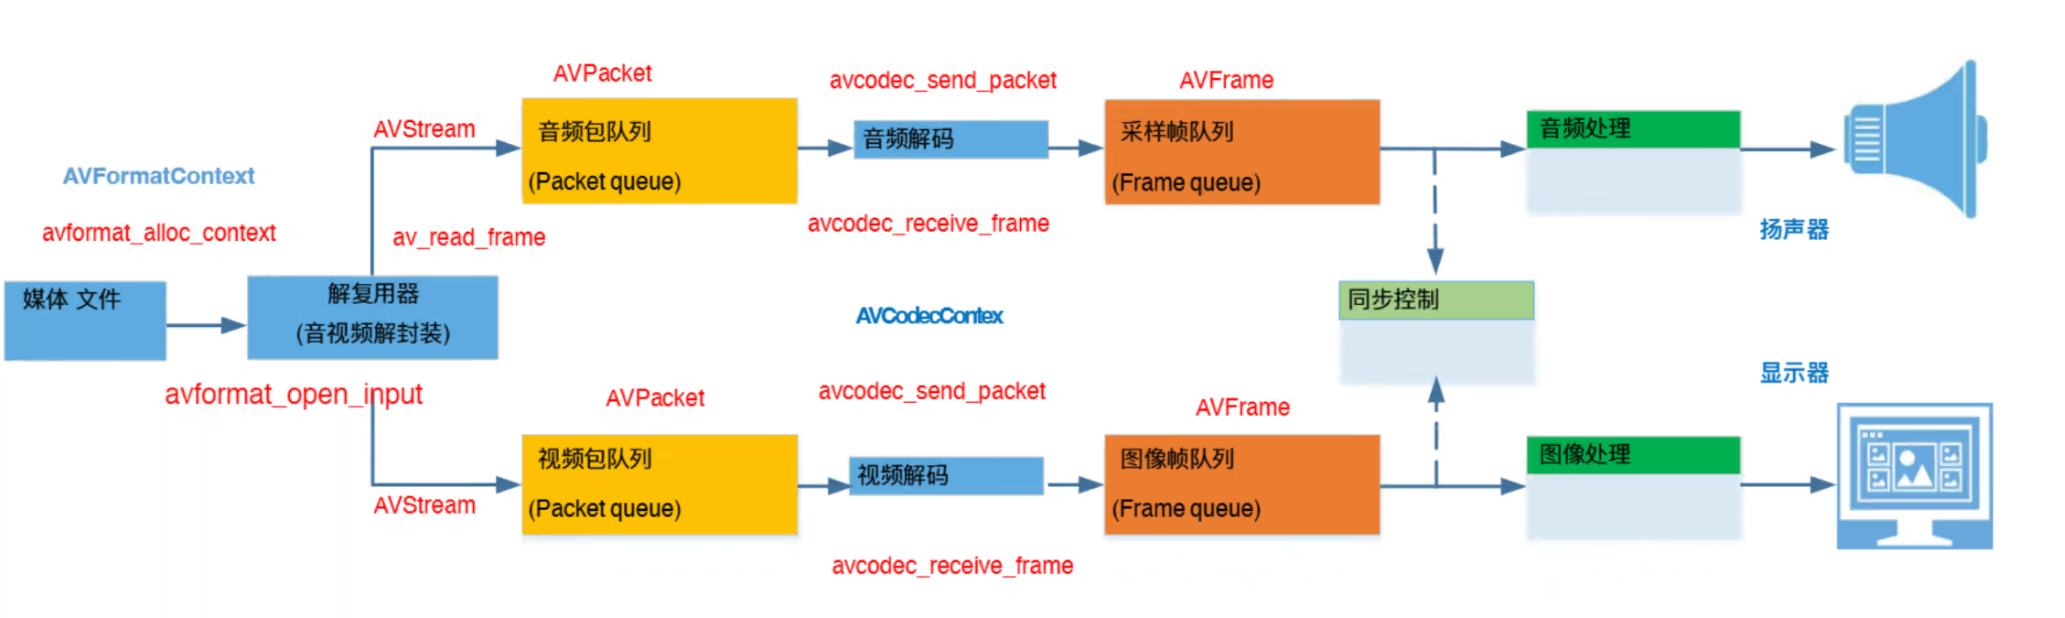 AVPacket
avcodec_send_packet
AVFrame
AVStream
音频包队列
(Packet queue)
音频解码
采样帧队列
(Frame queue)
音频处理
AVFormatContext
avformat_alloc_context
av_read_frame
avcodec_receive_frame
扬声器
媒体 文件
解复用器
(音视频解封装)
AVCodecContex
同步控制
avformat_open_input
AVPacket
avcodec_send_packet
AVFrame
显示器
AVStream
视频包队列
(Packet queue)
视频解码
图像帧队列
(Frame queue)
图像处理
avcodec_receive_frame